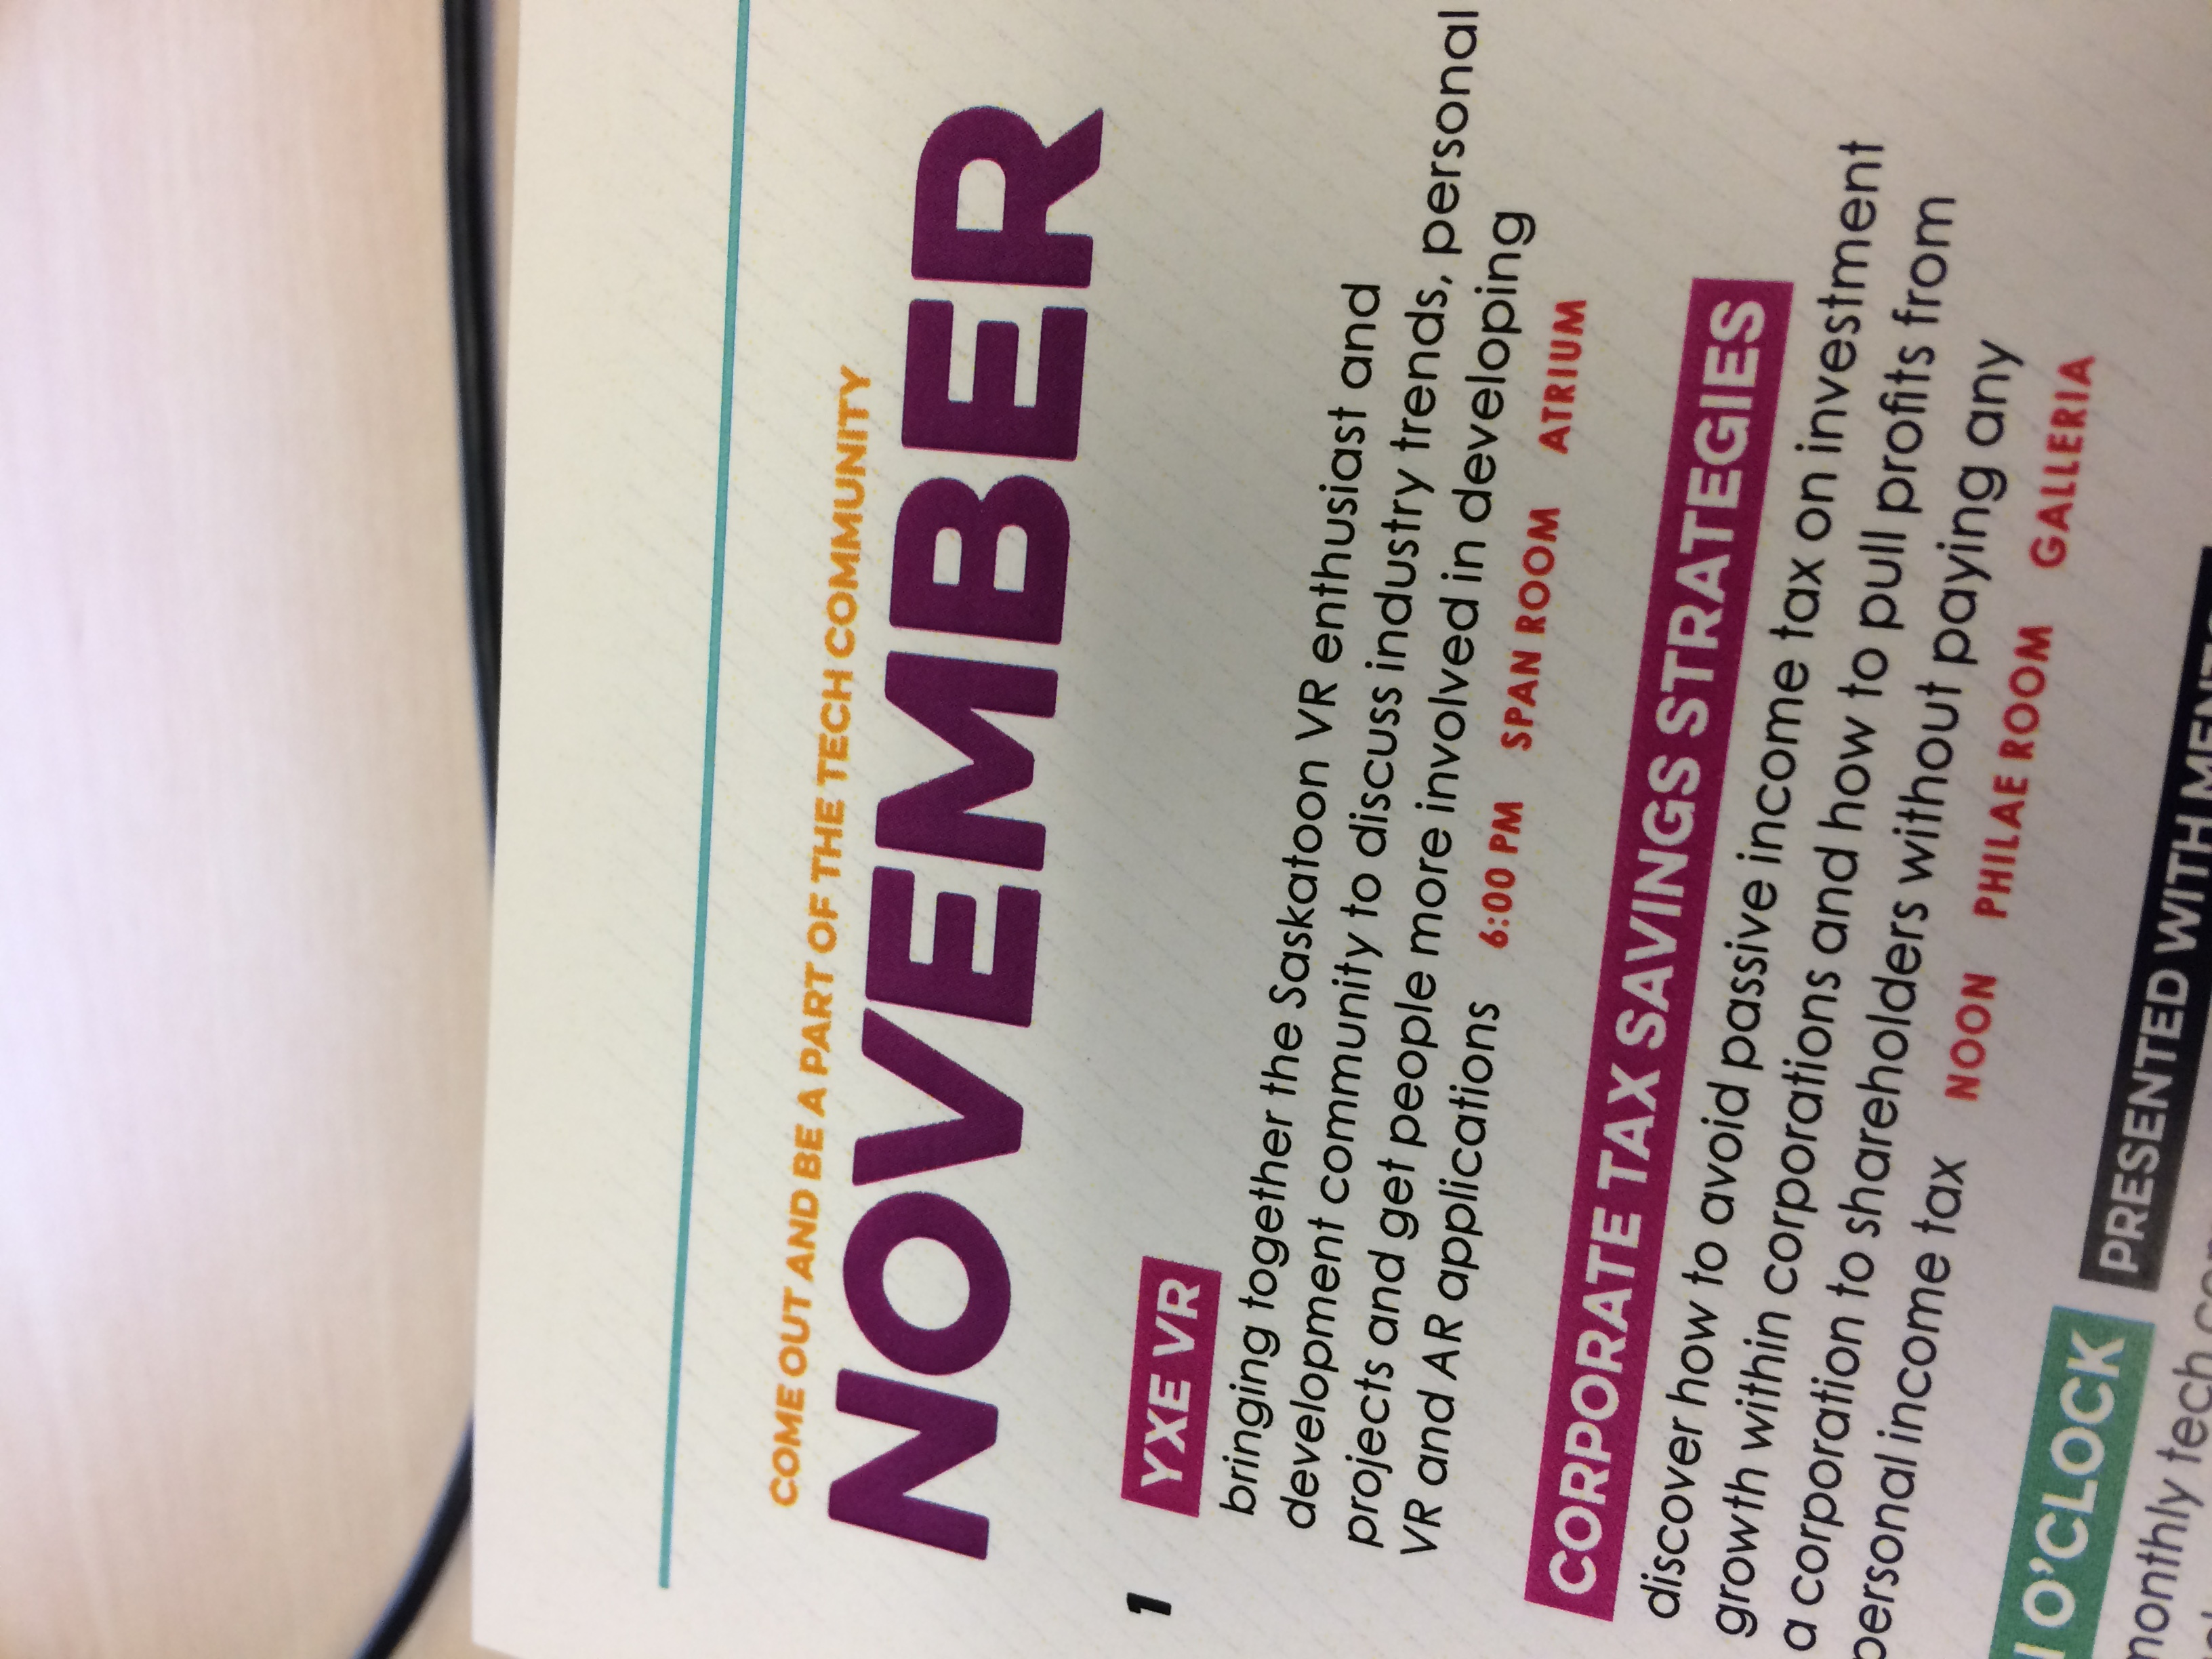 COME OUT AND BE A PART OF THE TECH COMMUNITY
NOVEMBER
1 YXE VR
bringing together the Saskatoon VR enthusiast and
development community to discuss industry trends, personal
projects and get people more involved in developing
VR and AR applications 6:00 PM SPAN ROOM ATRIUM
CORPORATE TAX SAVINGS STRATEGIES
discover how to avoid passive income tax on investment
growth within corporations and how to pull profits from
a corporation to shareholders without paying any
personal income tax NOON PHILAE ROOM GALLERIA
O'CLOCK PRESENTED WITH
monthly tech